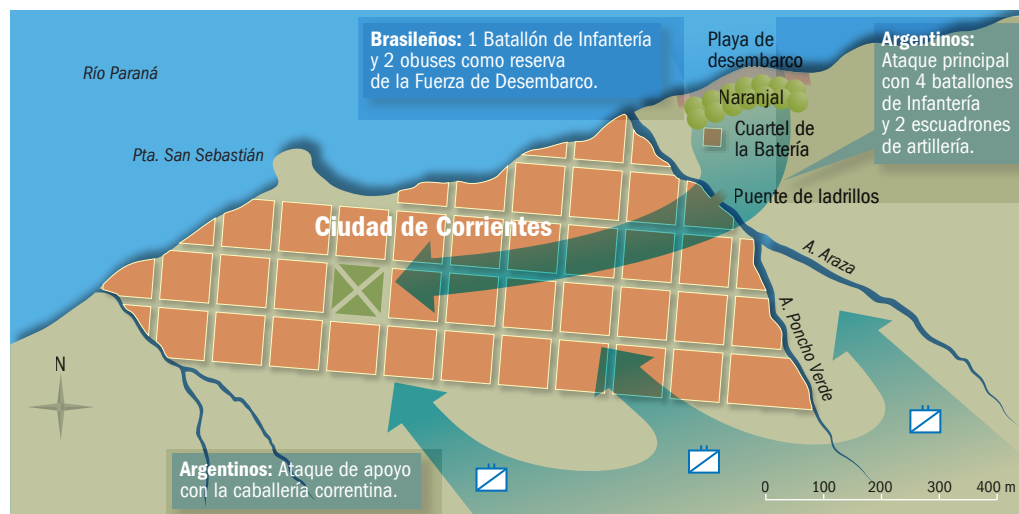 Río Paraná
Pta. San Sebastián
Brasileños: 1 Batallón de Infantería
y 2 obuses como reserva
de la Fuerza de Desembarco.
Playa de
desembarco
Naranjal
Cuartel de
la Batería
Argentinos:
Ataque principal
con 4 batallones
de Infantería
y 2 escuadrones
de artillería.
Puente de ladrillos
Ciudad de Corrientes
A. Araza
A. Poncho Verde
N
Argentinos: Ataque de apoyo
con la caballería correntina.
0 100 200 300 400 m